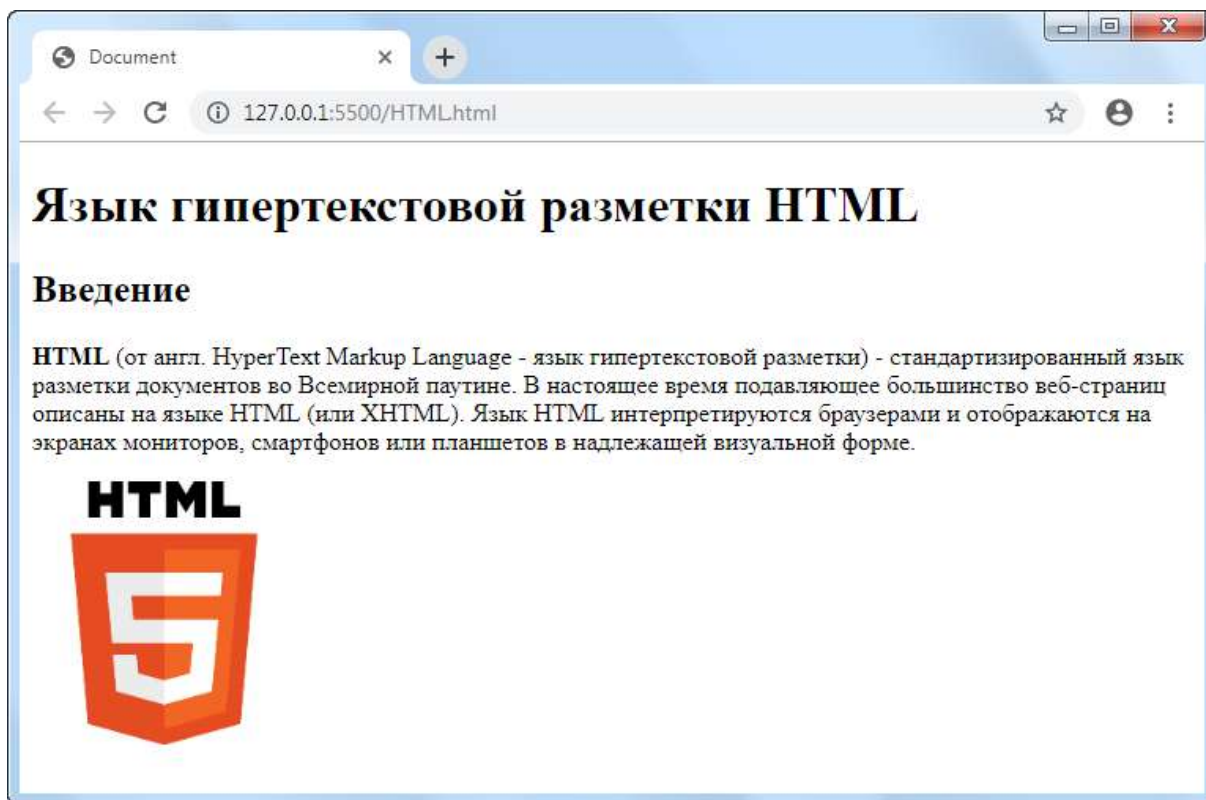 Document
127.0.0.1:5500/HTML.html
Язык гипертекстовой разметки HTML
Введение
HTML (от англ. HyperText Markup Language - язык гипертекстовой разметки) - стандартизированный язык
разметки документов во Всемирной паутине. В настоящее время подавляющее большинство веб-страниц
описаны на языке HTML (или XHTML). Язык HTML интерпретируются браузерами и отображаются на
экранах мониторов, смартфонов или планшетов в надлежащей визуальной форме.
HTML
5